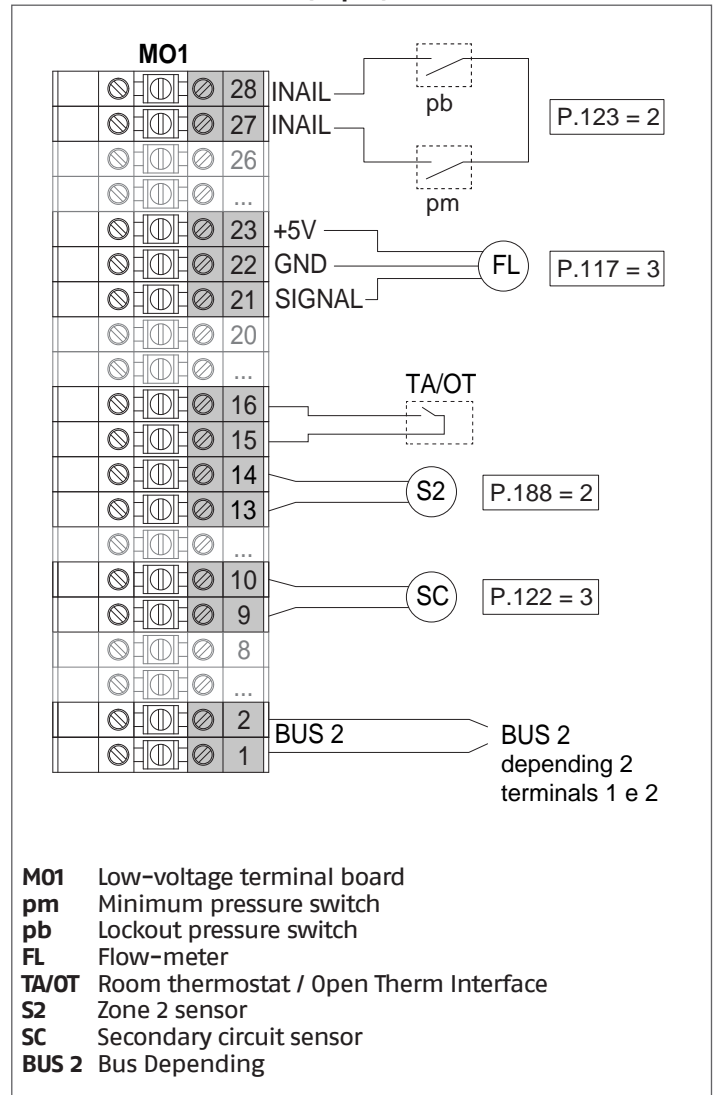 MO1
28 INAIL
pb
27 INAIL
P.123 = 2
26
pm
...
23 +5V
22 GND
FL
P.117 = 3
21 SIGNAL
20
...
TA/OT
16
15
14
S2
P.188 = 2
13
...
10
SC
P.122 = 3
9
8
...
2
BUS 2
BUS 2
1
depending 2
terminals 1 e 2
MO1 Low-voltage terminal board
pm Minimum pressure switch
pb Lockout pressure switch
FL Flow-meter
TA/OT Room thermostat / Open Therm Interface
S2 Zone 2 sensor
SC Secondary circuit sensor
BUS 2 Bus Depending